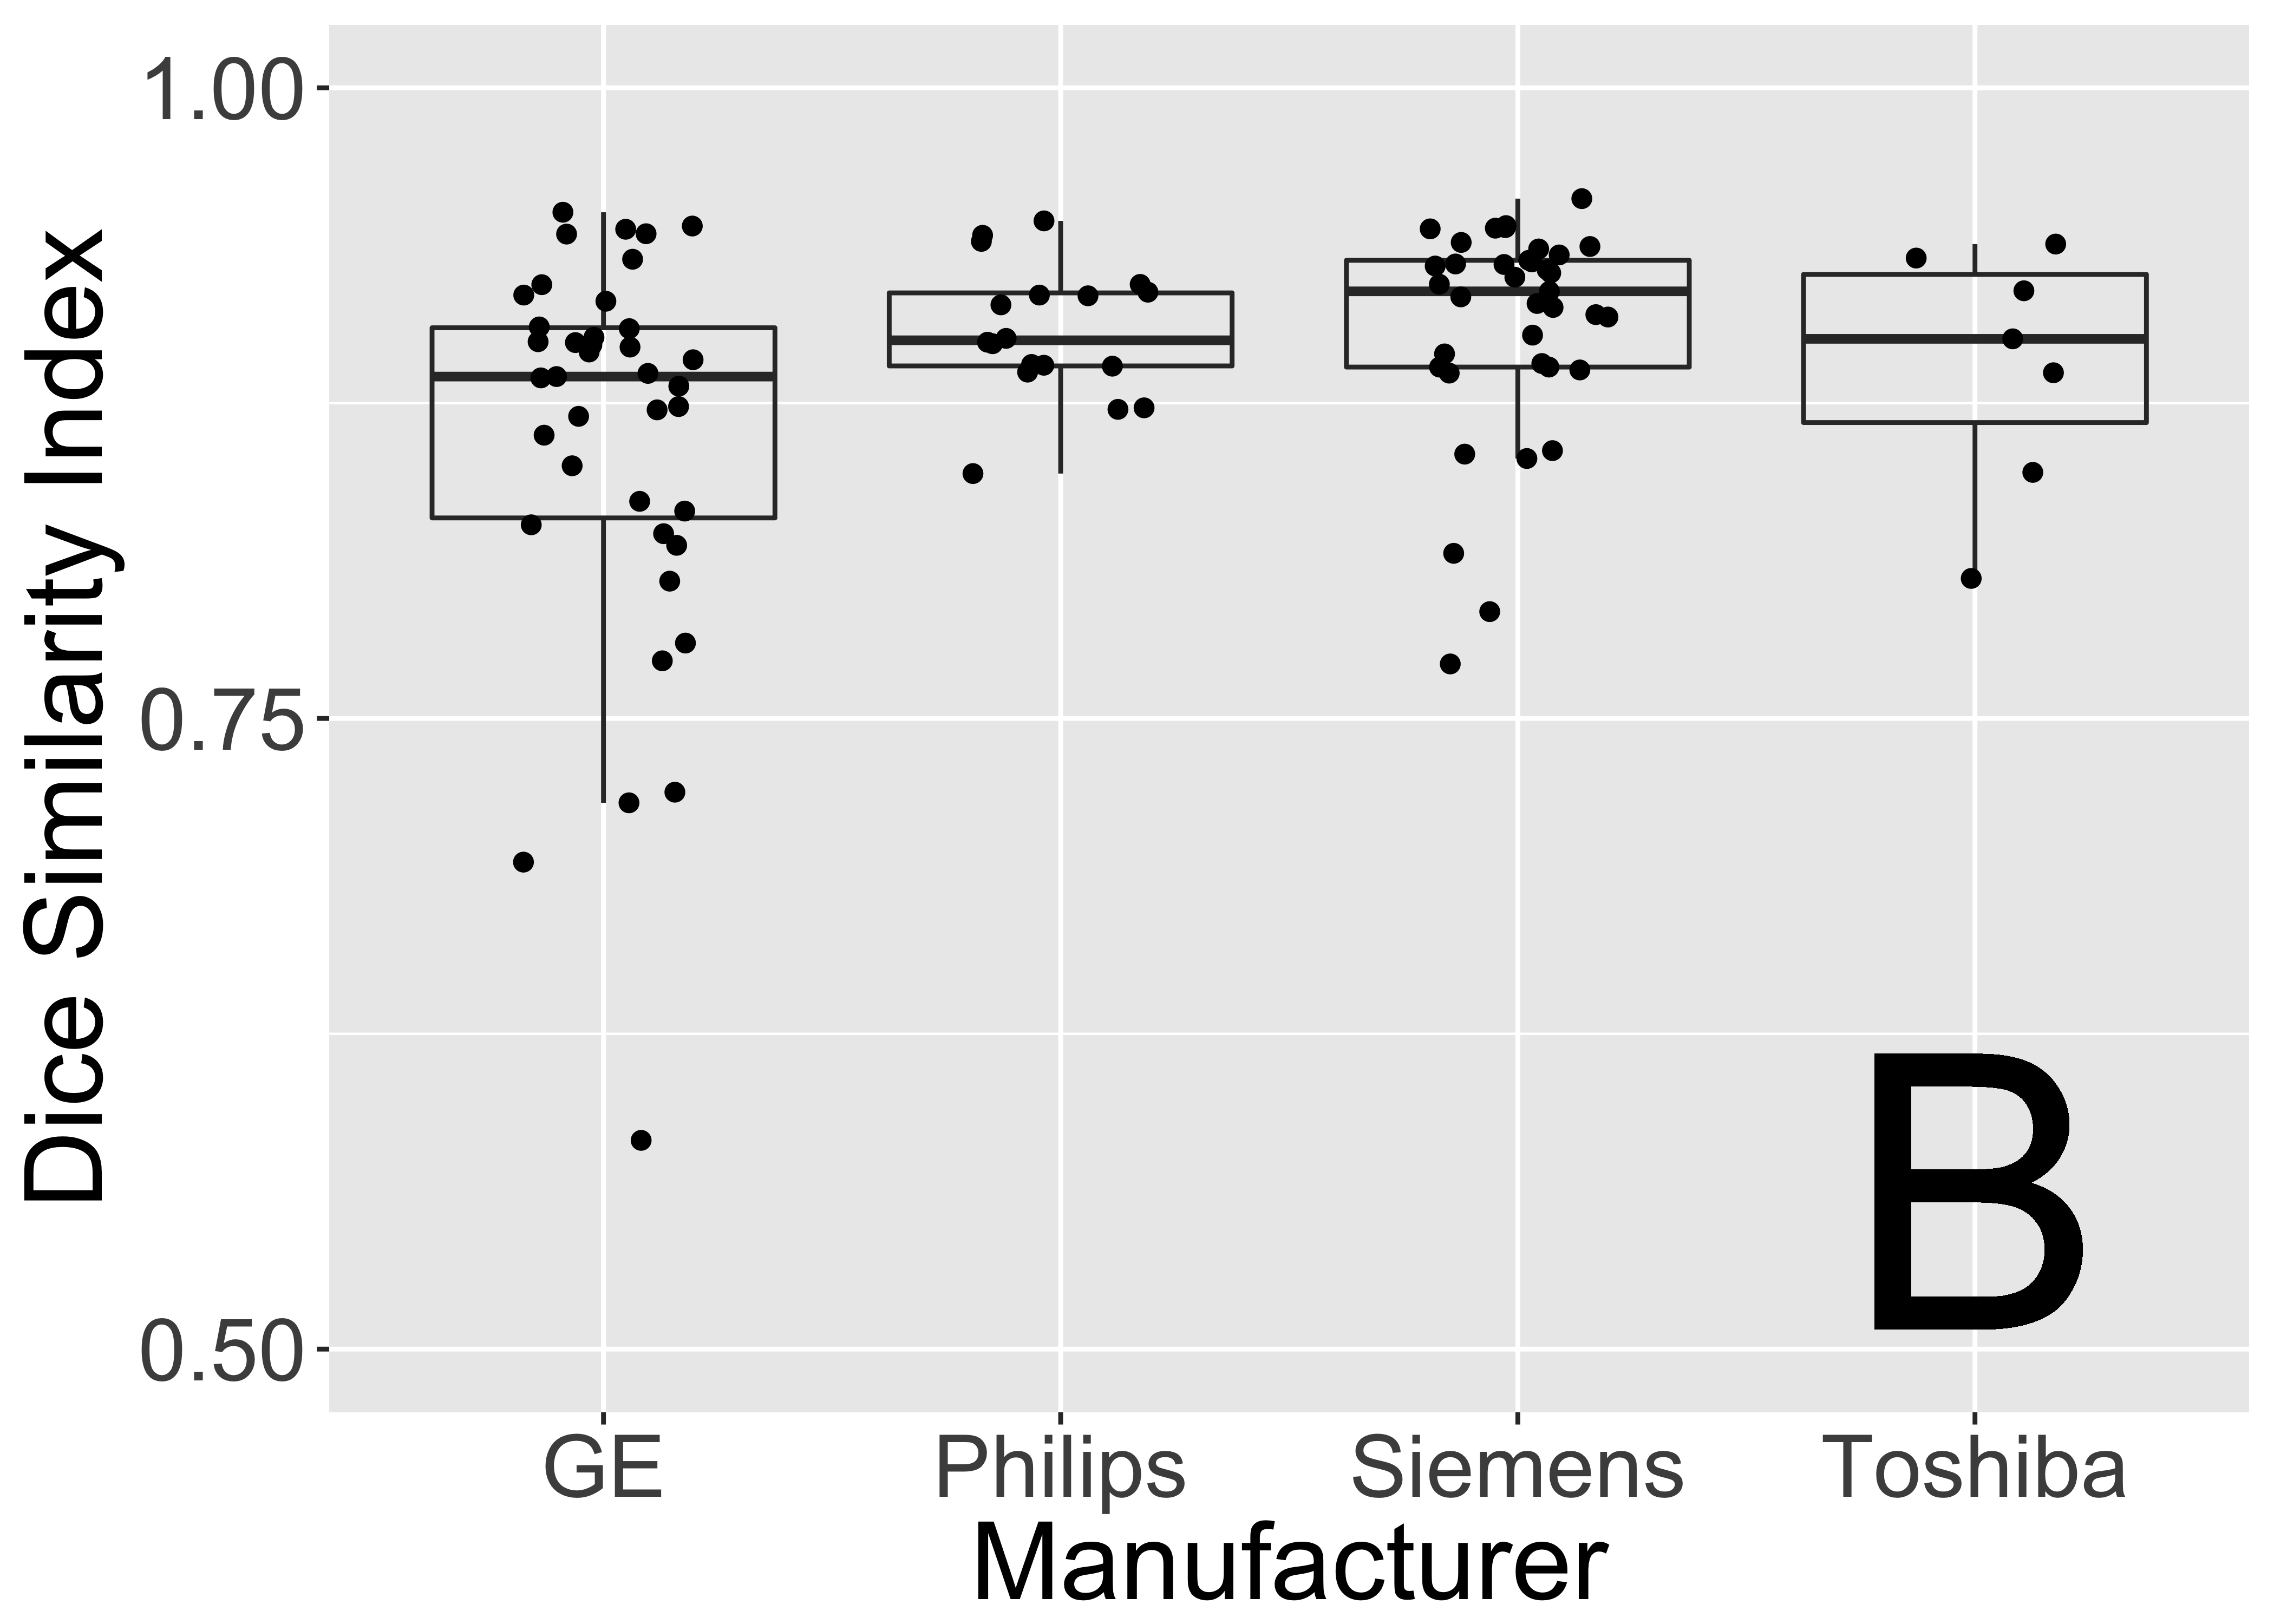 Dice Similarity Index
1.00
0.75
0.50
B
GE Philips Siemens Toshiba
Manufacturer